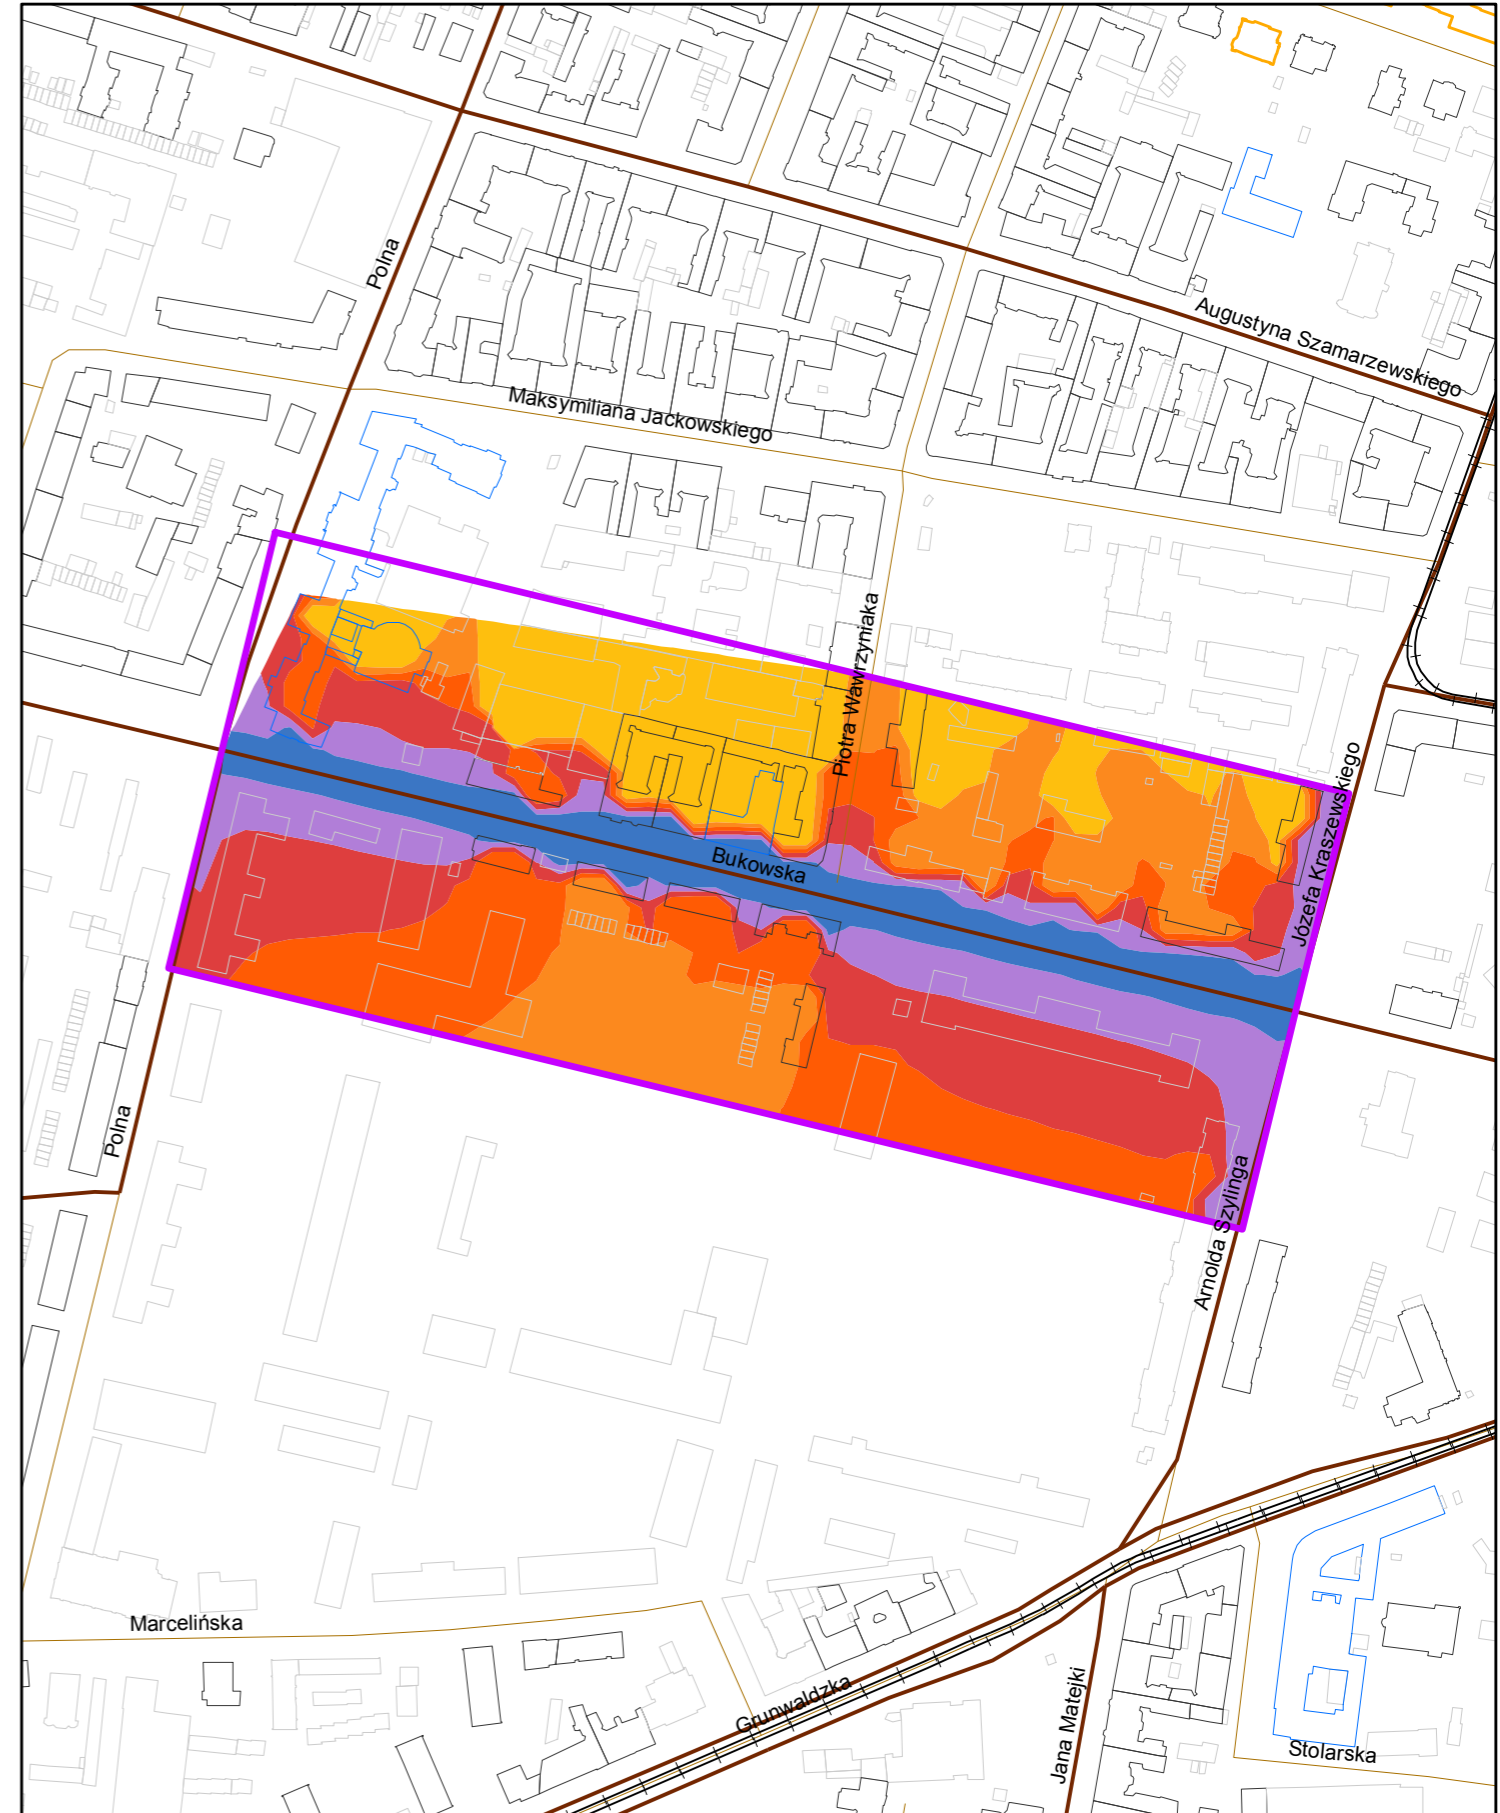 Polna
Augustyna Szamarzewskiego
Maksymiliana Jackowskiego
Piotra Wawrzyniaka
Józefa Kraszewskiego
Bukowska
Polna
Arnolda Szylinga
Marcelińska
Grunwaldzka
Jana Matejki
Stolarska